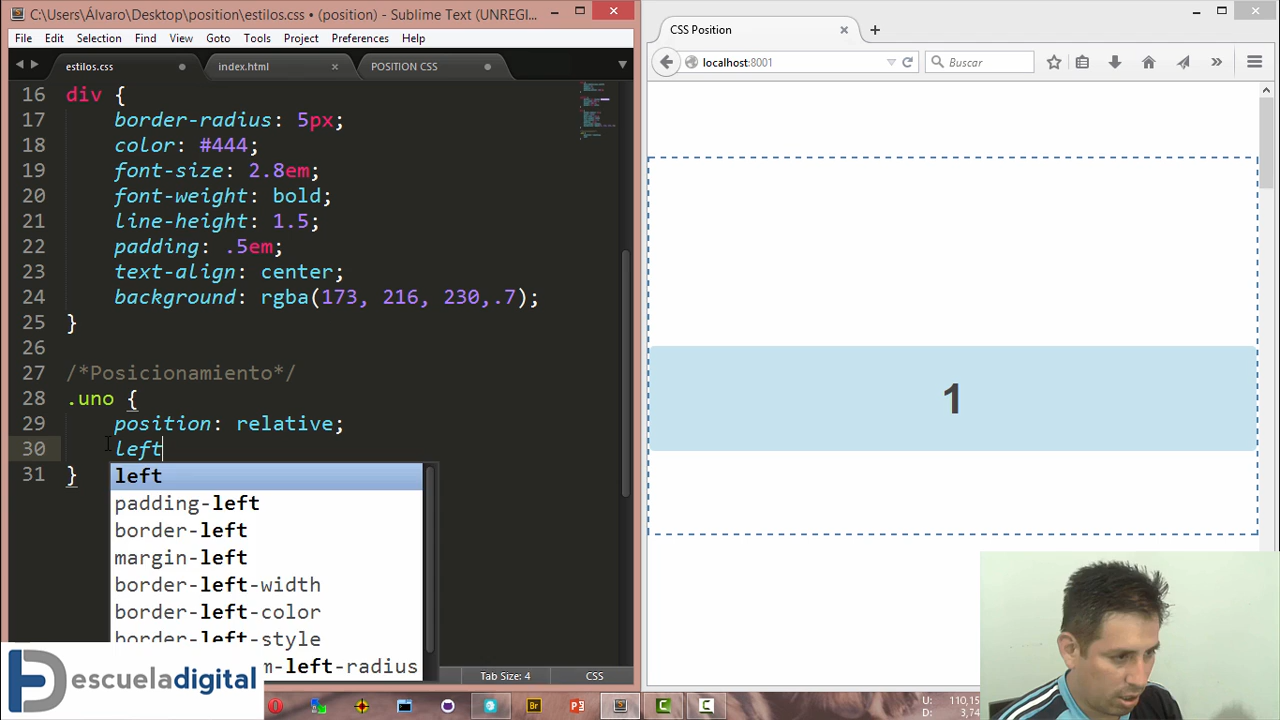 C:\Users\Álvaro\Desktop\position\estilos.css • (position) - Sublime Text (UNREGI...
File Edit Selection Find View Goto Tools Project Preferences Help
estilos.css
index.html
POSITION CSS
16 div {
17 border-radius: 5px;
18 color: #444;
19 font-size: 2.8em;
20 font-weight: bold;
21 line-height: 1.5;
22 padding: .5em;
23 text-align: center;
24 background: rgba(173, 216, 230,.7);
25 }
26
27 /*Posicionamiento*/
28 .uno {
29 position: relative;
30 left
31 }
left
padding-left
border-left
margin-left
border-left-width
border-left-color
border-left-style
m-left-radius
Tab Size: 4 CSS
escueladigital
CSS Position
localhost:8001
Buscar
1
Br
U: 110,15
D: 3,74